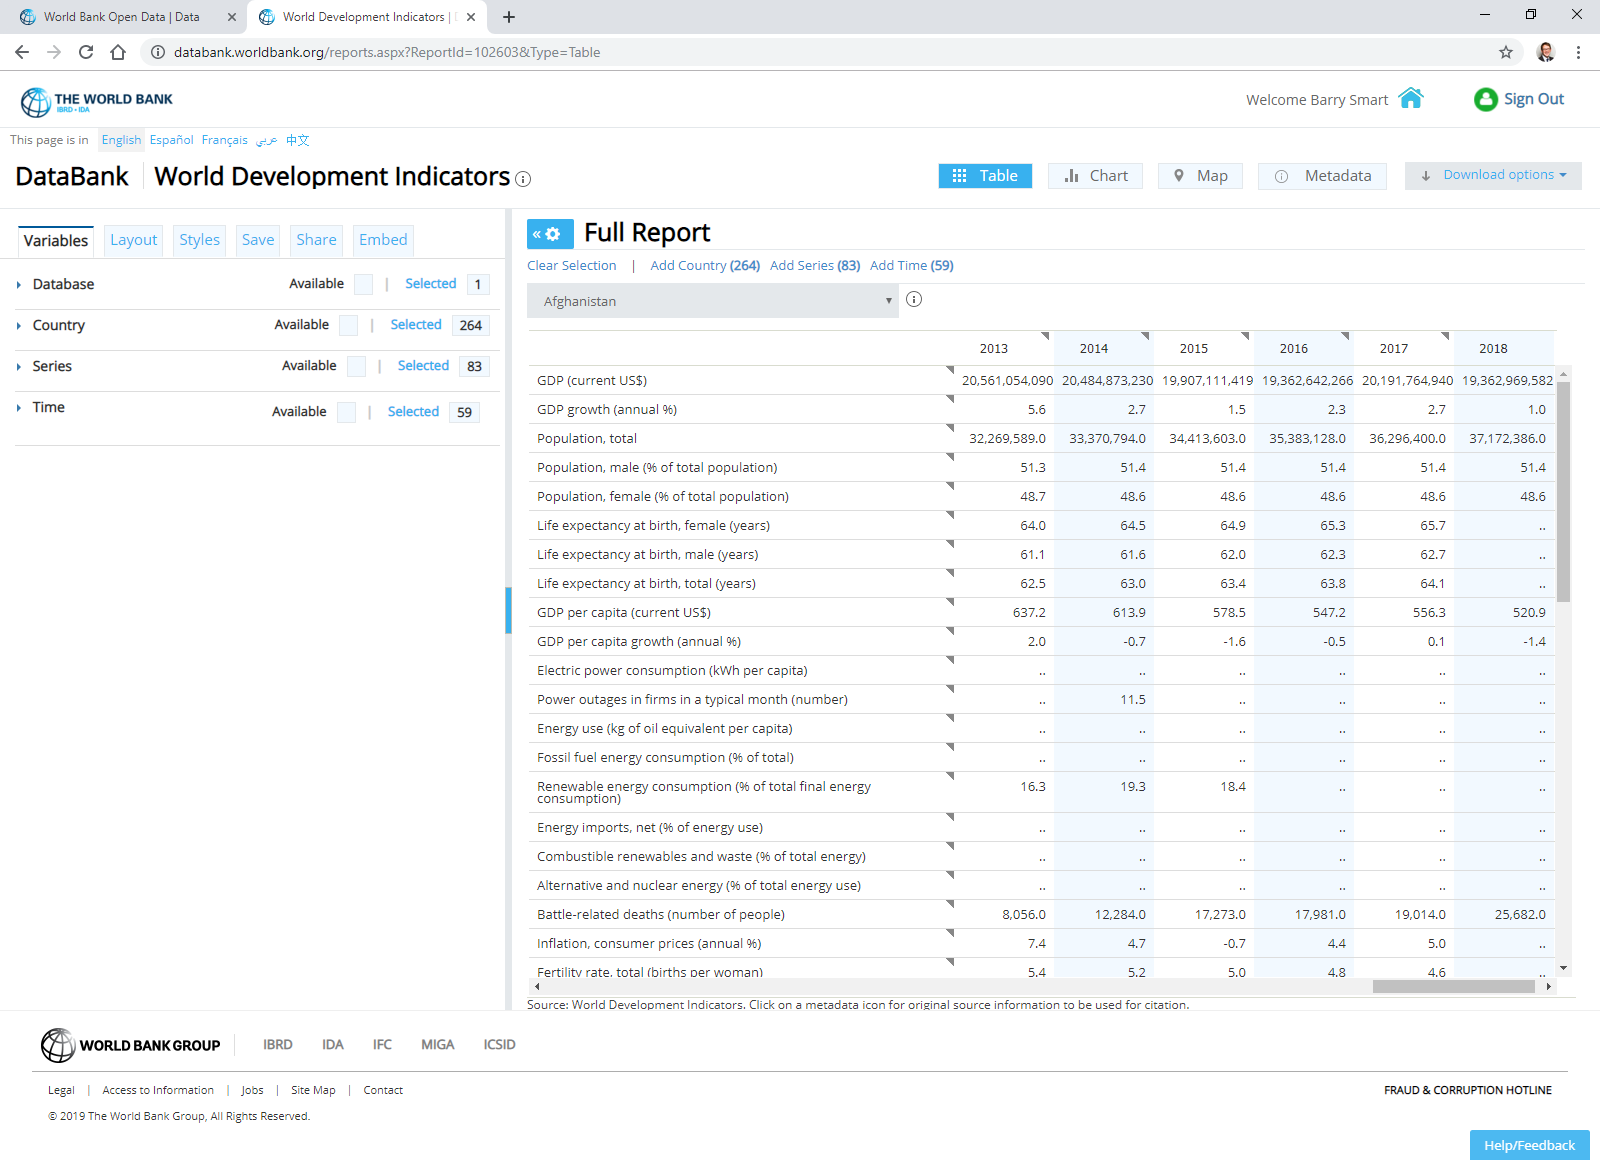 World Bank Open Data | Data
World Development Indicators |
databank.worldbank.org/reports.aspx?ReportId=102603&Type=Table
THE WORLD BANK
IBRD • IDA
Welcome Barry Smart
Sign Out
This page is in English Español Français عربي 中文
DataBank World Development Indicators
Table Chart Map Metadata Download options
Variables Layout Styles Save Share Embed
Database Available | Selected 1
Country Available | Selected 264
Series Available | Selected 83
Time Available | Selected 59
« Full Report
Clear Selection | Add Country (264) Add Series (83) Add Time (59)
Afghanistan
2013 2014 2015 2016 2017 2018
GDP (current US$) 20,561,054,090 20,484,873,230 19,907,111,419 19,362,642,266 20,191,764,940 19,362,969,582
GDP growth (annual %) 5.6 2.7 1.5 2.3 2.7 1.0
Population, total 32,269,589.0 33,370,794.0 34,413,603.0 35,383,128.0 36,296,400.0 37,172,386.0
Population, male (% of total population) 51.3 51.4 51.4 51.4 51.4 51.4
Population, female (% of total population) 48.7 48.6 48.6 48.6 48.6 48.6
Life expectancy at birth, female (years) 64.0 64.5 64.9 65.3 65.7 ..
Life expectancy at birth, male (years) 61.1 61.6 62.0 62.3 62.7 ..
Life expectancy at birth, total (years) 62.5 63.0 63.4 63.8 64.1 ..
GDP per capita (current US$) 637.2 613.9 578.5 547.2 556.3 520.9
GDP per capita growth (annual %) 2.0 -0.7 -1.6 -0.5 0.1 -1.4
Electric power consumption (kWh per capita) .. .. .. .. .. ..
Power outages in firms in a typical month (number) .. 11.5 .. .. .. ..
Energy use (kg of oil equivalent per capita) .. .. .. .. .. ..
Fossil fuel energy consumption (% of total) .. .. .. .. .. ..
Renewable energy consumption (% of total final energy 16.3 19.3 18.4 .. .. ..
consumption)
Energy imports, net (% of energy use) .. .. .. .. .. ..
Combustible renewables and waste (% of total energy) .. .. .. .. .. ..
Alternative and nuclear energy (% of total energy use) .. .. .. .. .. ..
Battle-related deaths (number of people) 8,056.0 12,284.0 17,273.0 17,981.0 19,014.0 25,682.0
Inflation, consumer prices (annual %) 7.4 4.7 -0.7 4.4 5.0 ..
Fertility rate, total (births per woman) 5.4 5.2 5.0 4.8 4.6 ..
Source: World Development Indicators. Click on a metadata icon for original source information to be used for citation.
WORLD BANK GROUP IBRD IDA IFC MIGA ICSID
Legal | Access to Information | Jobs | Site Map | Contact
FRAUD & CORRUPTION HOTLINE
© 2019 The World Bank Group, All Rights Reserved.
Help/Feedback